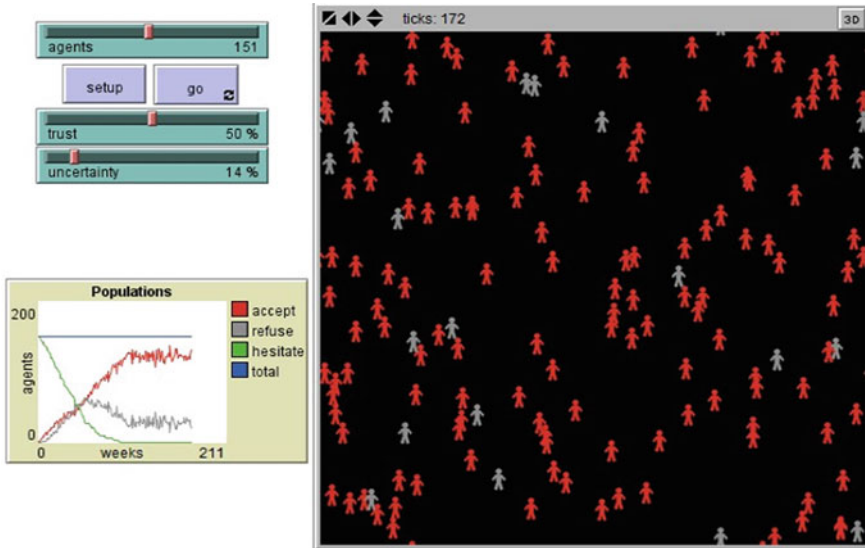 agents 151
setup go
trust 50 %
uncertainty 14 %
ticks: 172
3D
Populations
200
agents
0
0 weeks 211
accept
refuse
hesitate
total